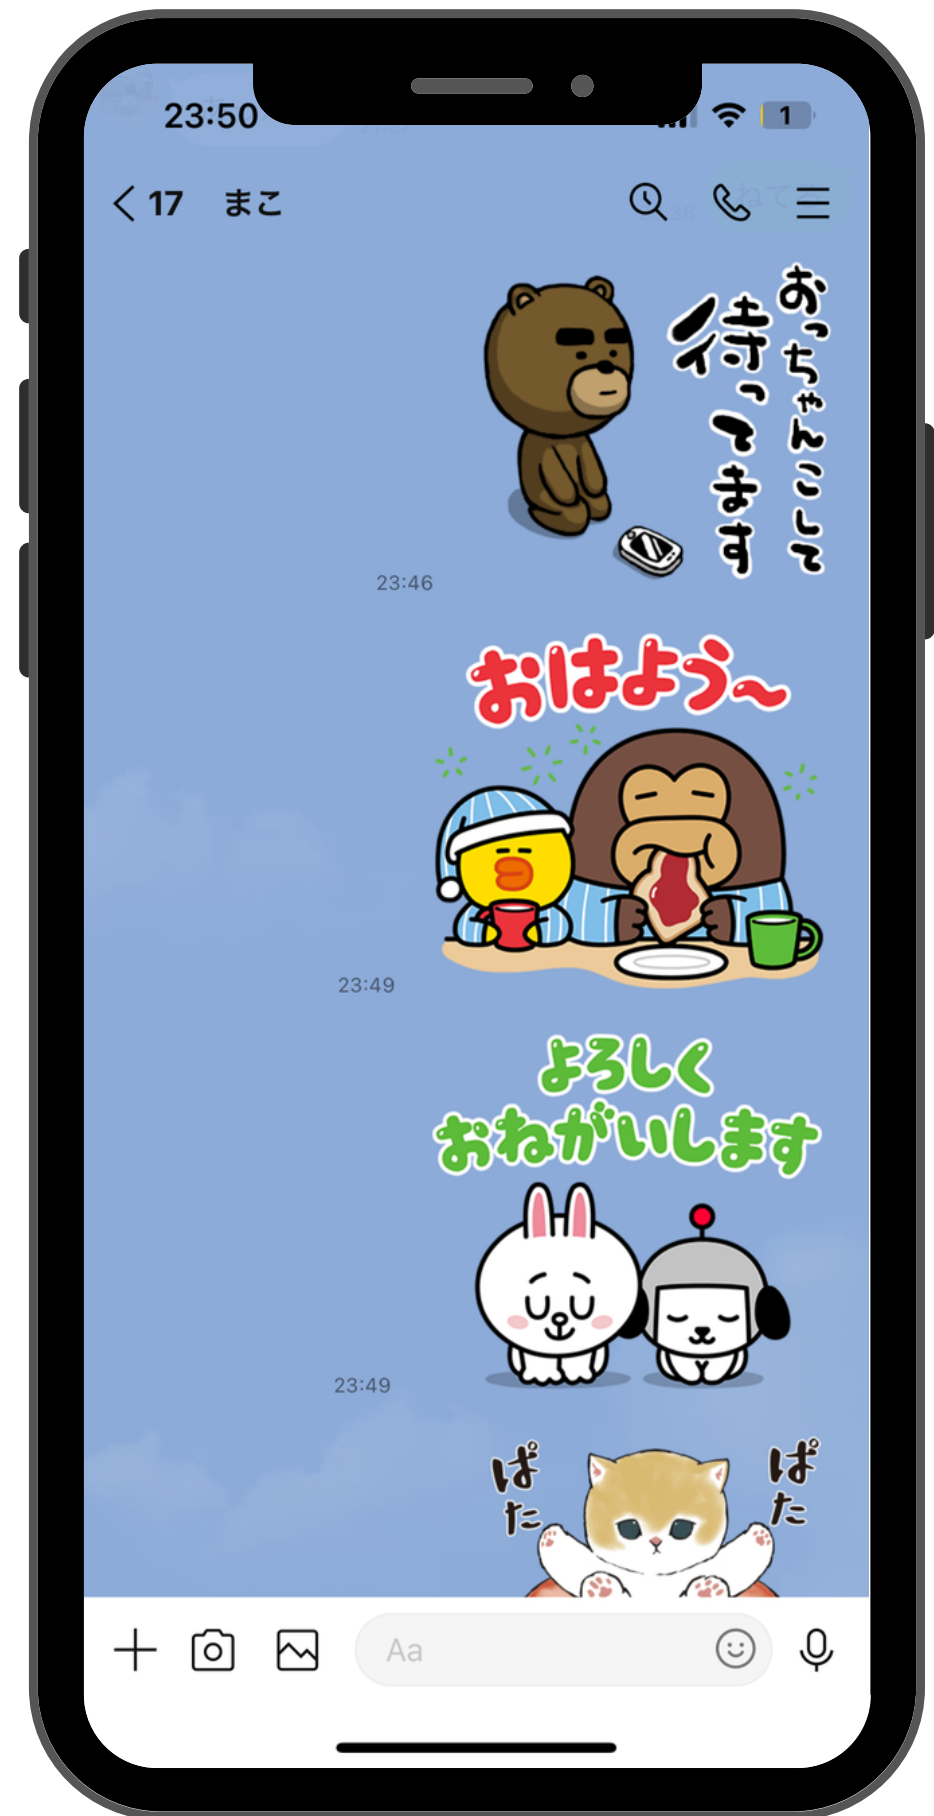 23:50
1
17 まこ
おっちゃんこして
待ってます
23:46
おはよう〜
23:49
よろしく
おねがいします
23:49
ぱた
ぱた
Aa